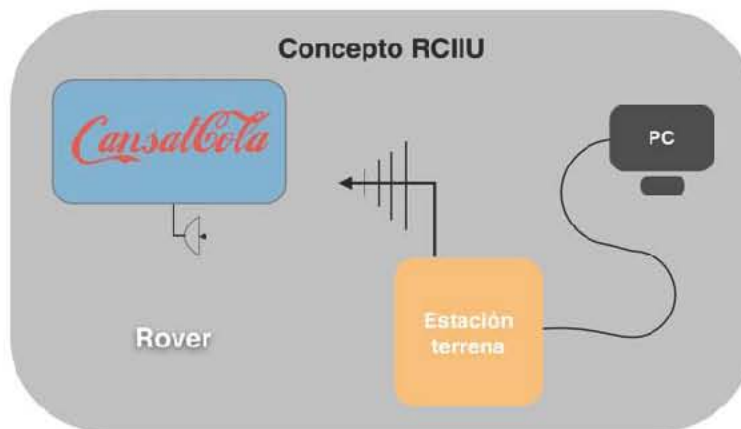 Concepto RCIIU
CansatCola
PC
Estación
terrena
Rover